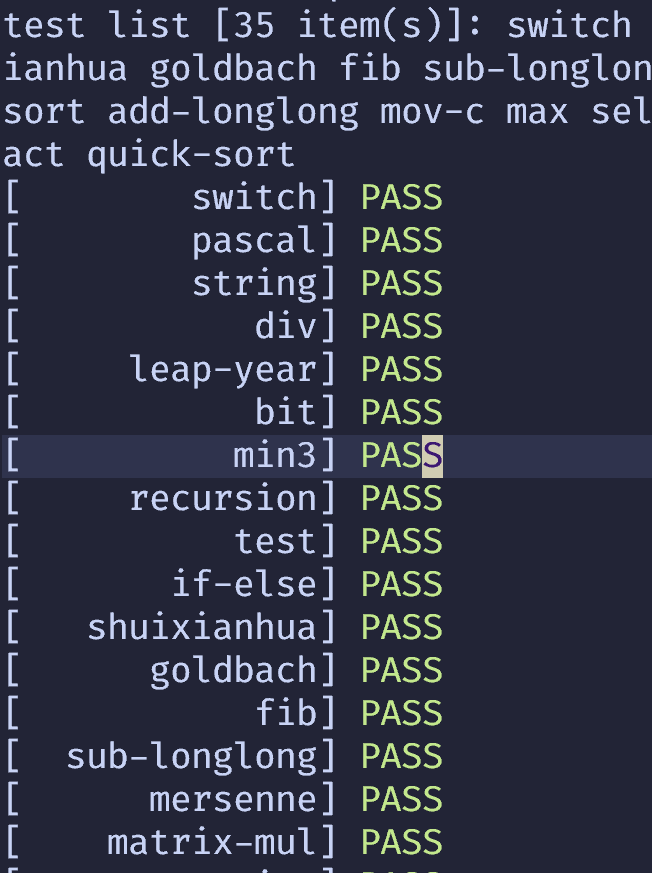 test list [35 item(s)]: switch
ianhua goldbach fib sub-longlon
sort add-longlong mov-c max sel
act quick-sort
[         switch] PASS
[         pascal] PASS
[         string] PASS
[            div] PASS
[      leap-year] PASS
[            bit] PASS
[           min3] PASS
[      recursion] PASS
[           test] PASS
[        if-else] PASS
[    shuixianhua] PASS
[       goldbach] PASS
[            fib] PASS
[   sub-longlong] PASS
[       mersenne] PASS
[     matrix-mul] PASS